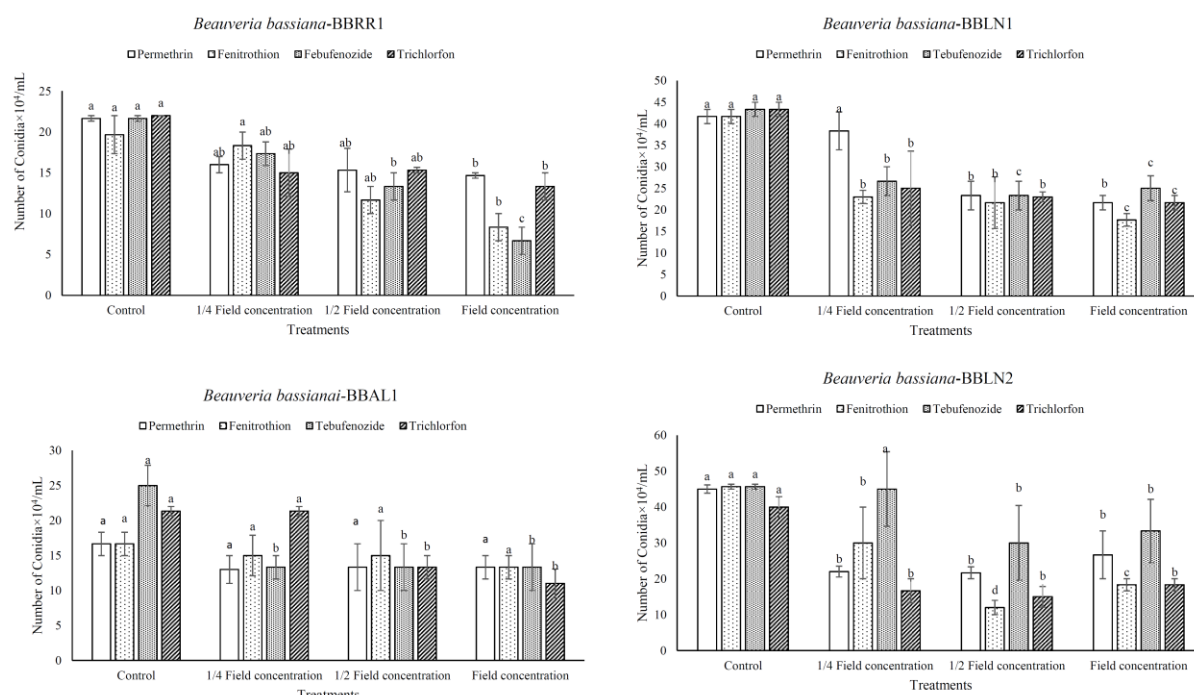 Beauveria bassiana-BBRR1
Permethrin Fenitrothion Febufenozide Trichlorfon
Number of Conidia×10⁴/mL
25
20
15
10
5
0
a a a a
ab a ab ab
ab ab b ab
b b c b
Control 1/4 Field concentration 1/2 Field concentration Field concentration
Treatments
Beauveria bassiana-BBLN1
Permethrin Fenitrothion Tebufenozide Trichlorfon
Number of Conidia×10⁴/mL
50
45
40
35
30
25
20
15
10
5
0
a a a a
a b b b
b b c b
b c c c
Control 1/4 Field concentration 1/2 Field concentration Field concentration
Treatments
Beauveria bassianai-BBAL1
Permethrin Fenitrothion Tebufenozide Trichlorfon
Number of Conidia×10⁴/mL
30
25
20
15
10
5
0
a a a a
a a b a
a a b b
a a b b
Control 1/4 Field concentration 1/2 Field concentration Field concentration
Treatments
Beauveria bassiana-BBLN2
Permethrin Fenitrothion Tebufenozide Trichlorfon
Number of Conidia×10⁴/mL
60
50
40
30
20
10
0
a a a a
b b a b
b d b b
b c b b
Control 1/4 Field concentration 1/2 Field concentration Field concentration
Treatments